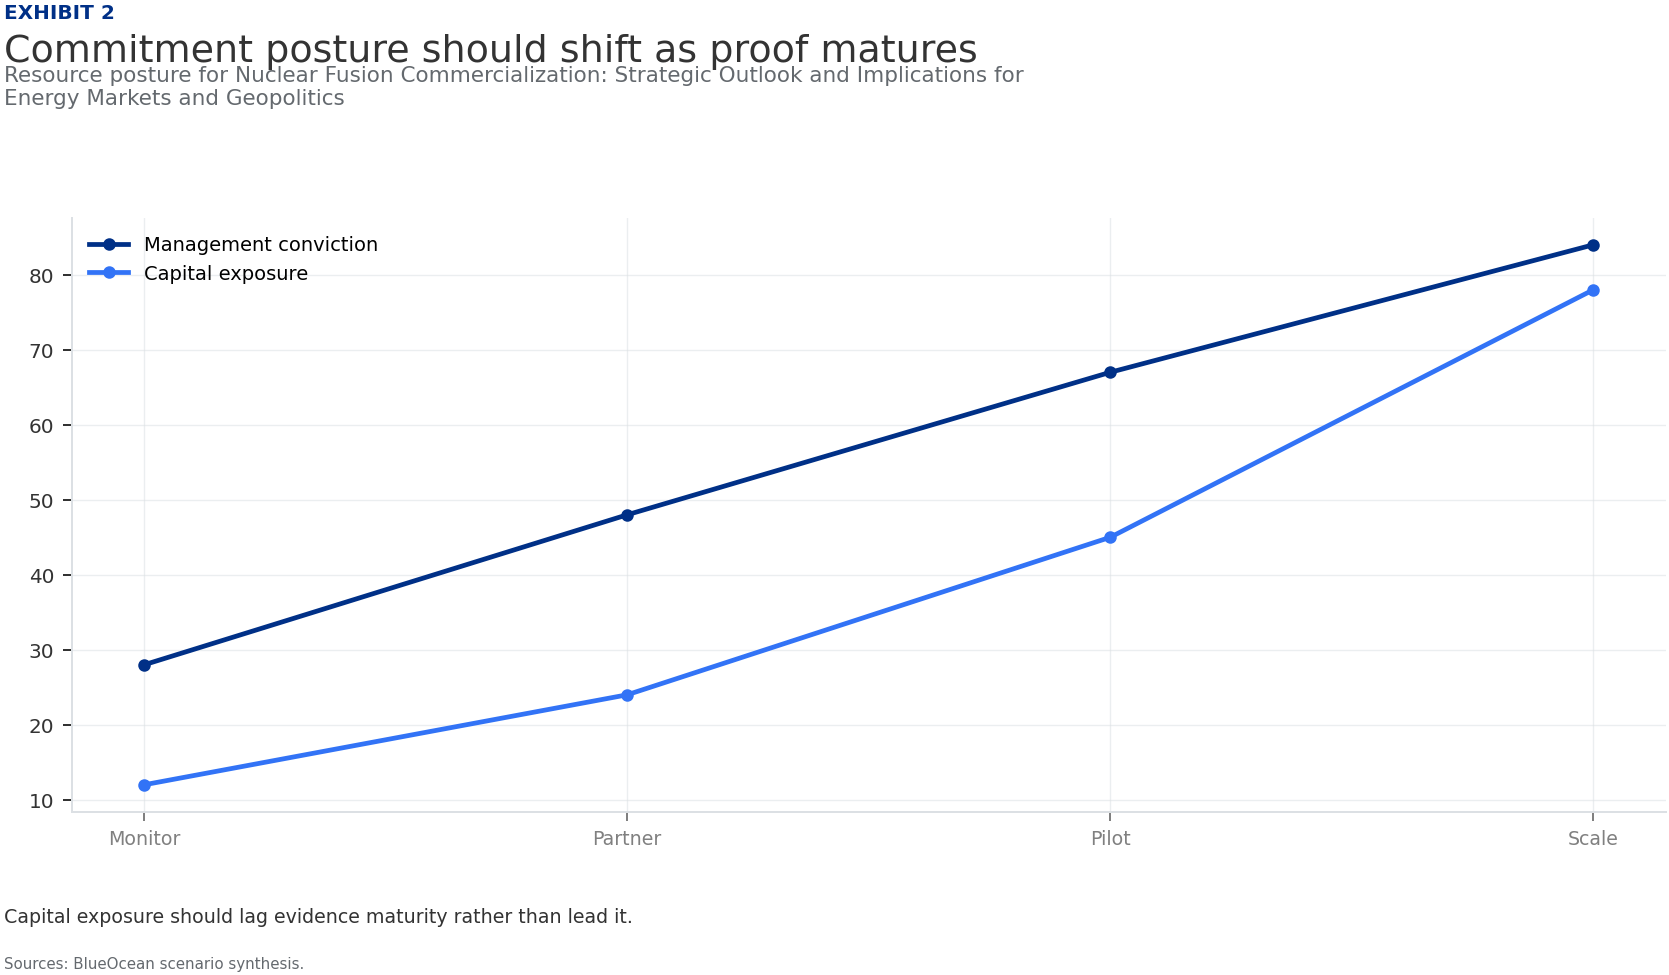 EXHIBIT 2
Commitment posture should shift as proof matures
Resource posture for Nuclear Fusion Commercialization: Strategic Outlook and Implications for
Energy Markets and Geopolitics
Management conviction
Capital exposure
80
70
60
50
40
30
20
10
Monitor
Partner
Pilot
Scale
Capital exposure should lag evidence maturity rather than lead it.
Sources: BlueOcean scenario synthesis.